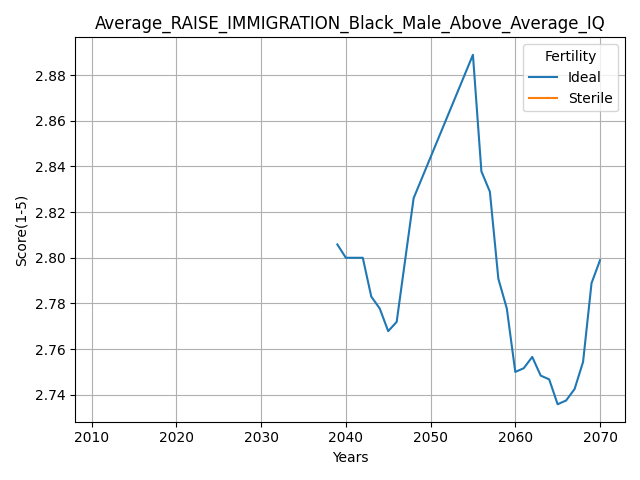 Average_RAISE_IMMIGRATION_Black_Male_Above_Average_IQ
Fertility
Ideal
Sterile
Score(1-5)
2.88
2.86
2.84
2.82
2.80
2.78
2.76
2.74
2010 2020 2030 2040 2050 2060 2070
Years